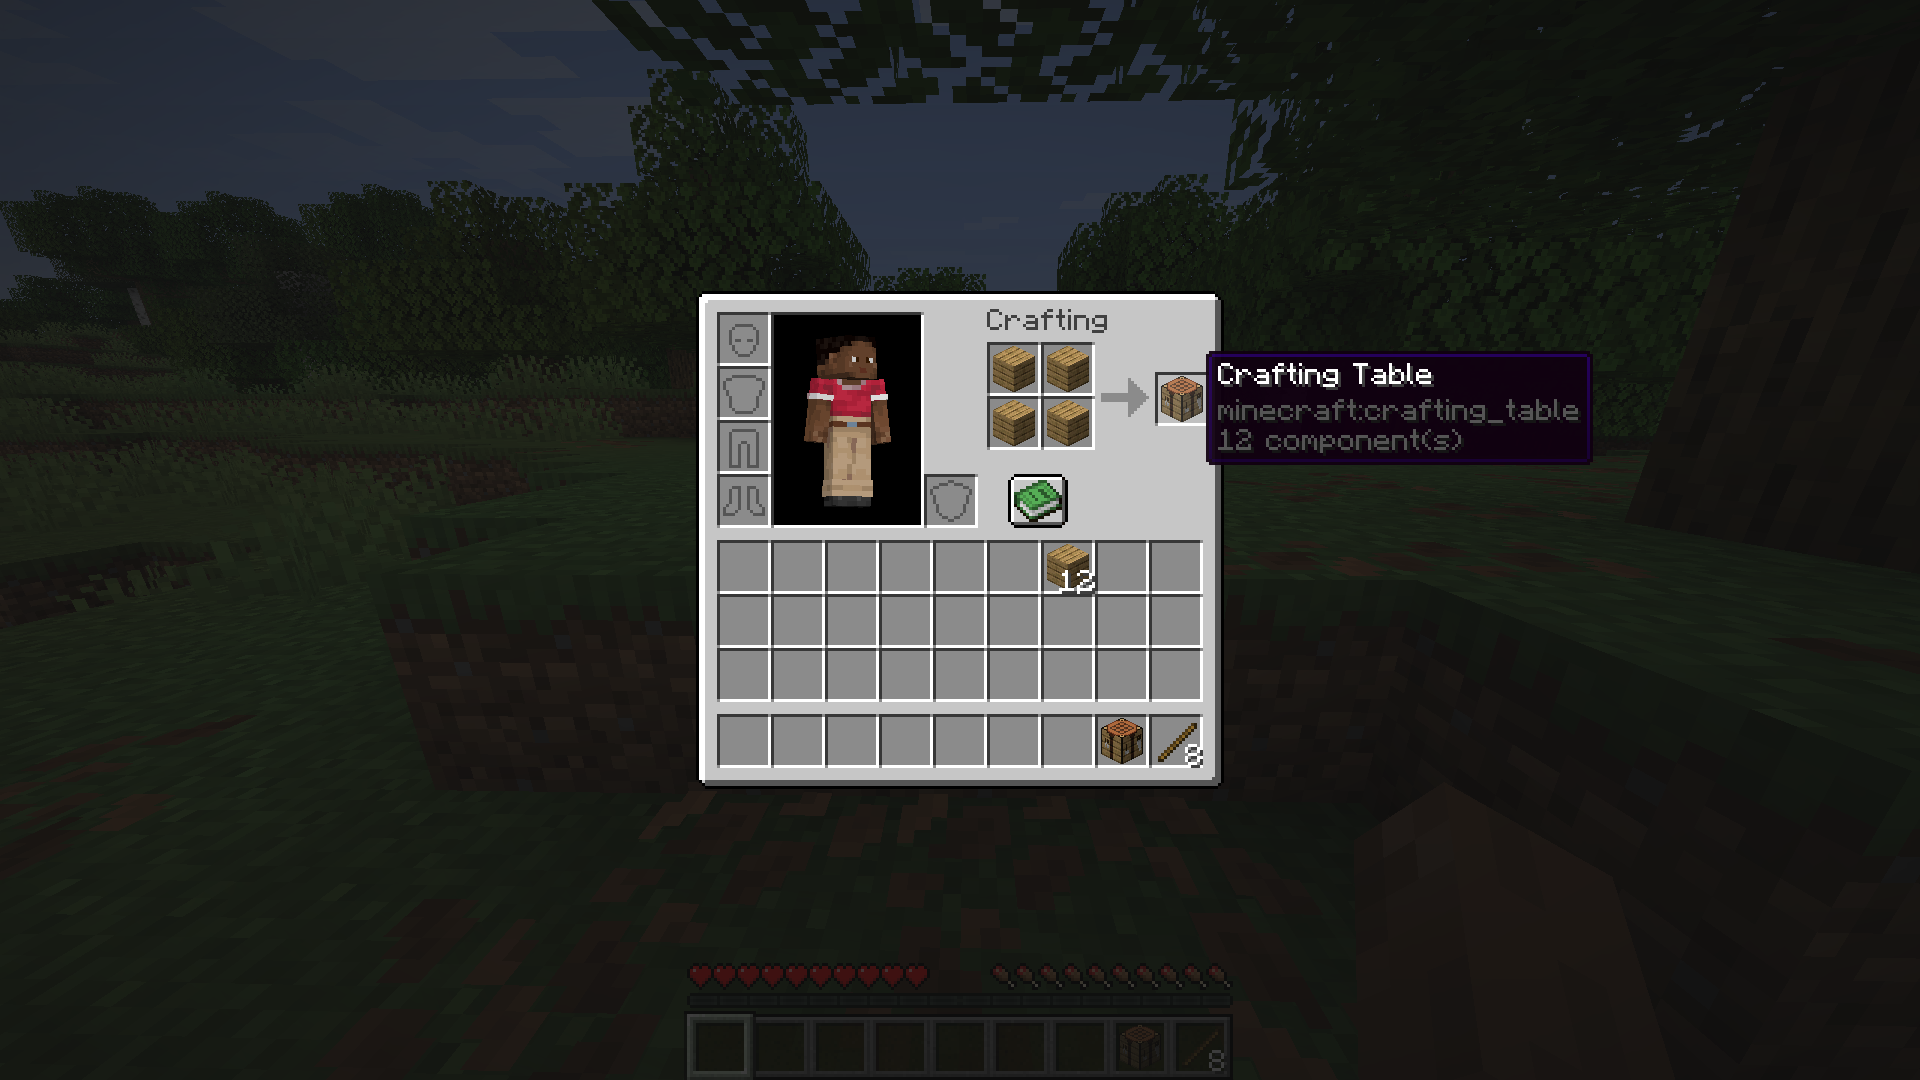 Crafting
Crafting Table
minecraft:crafting_table
12 component(s)
12
8
8